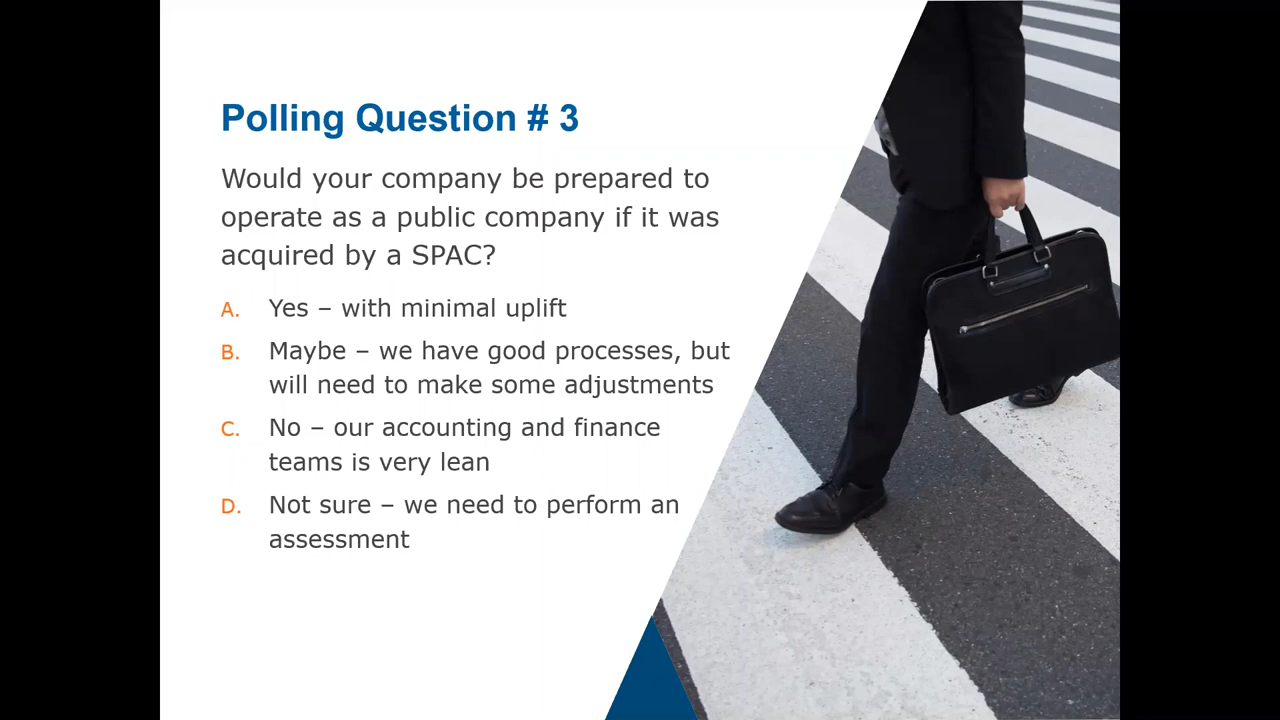 Polling Question # 3
Would your company be prepared to
operate as a public company if it was
acquired by a SPAC?
A. Yes – with minimal uplift
B. Maybe – we have good processes, but
will need to make some adjustments
C. No – our accounting and finance
teams is very lean
D. Not sure – we need to perform an
assessment